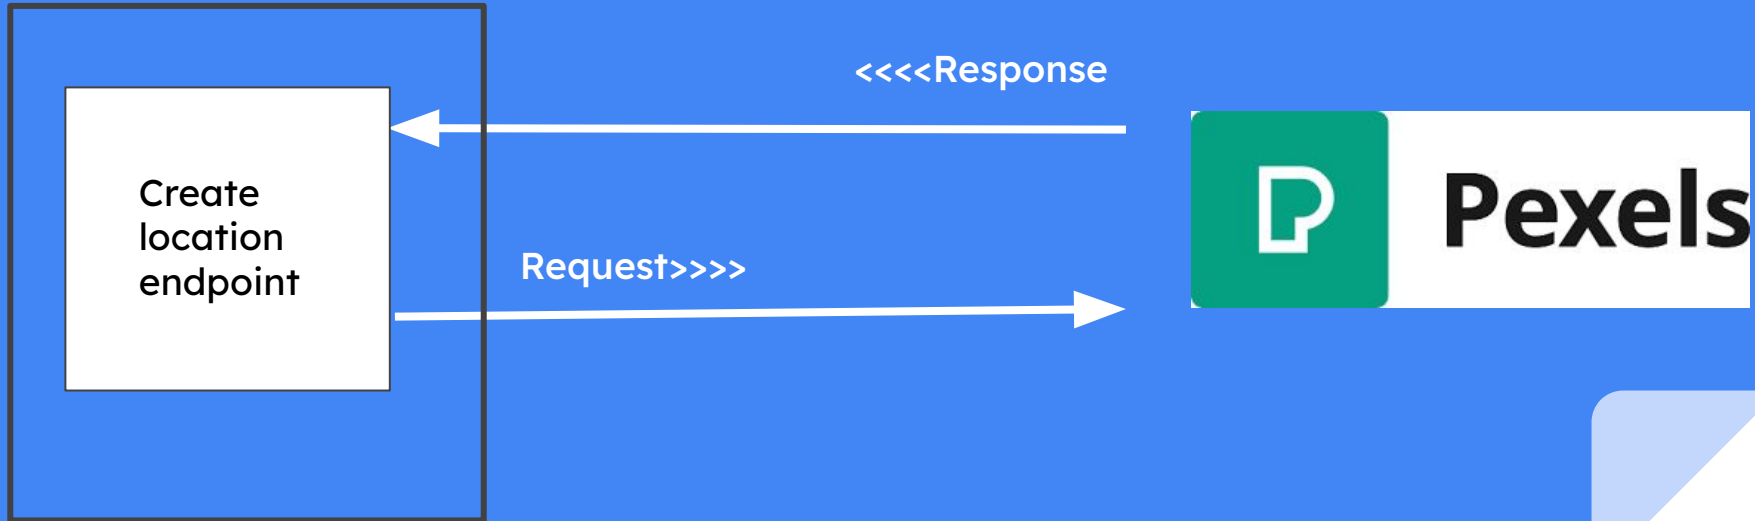 <<<<Response
Create
location
endpoint
Request>>>>
Pexels